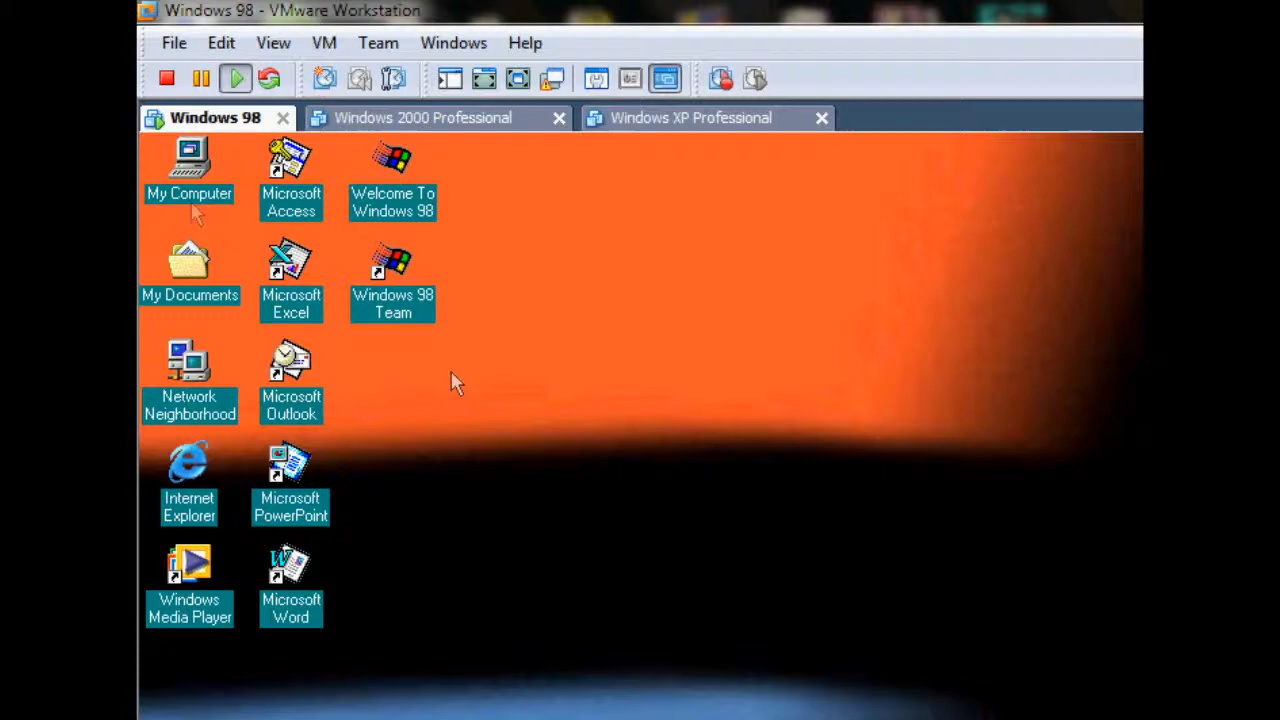 Windows 98 - VMware Workstation
File Edit View VM Team Windows Help
Windows 98 Windows 2000 Professional Windows XP Professional
My Computer
Microsoft
Access
Welcome To
Windows 98
My Documents
Microsoft
Excel
Windows 98
Team
Network
Neighborhood
Microsoft
Outlook
Internet
Explorer
Microsoft
PowerPoint
Windows
Media Player
Microsoft
Word